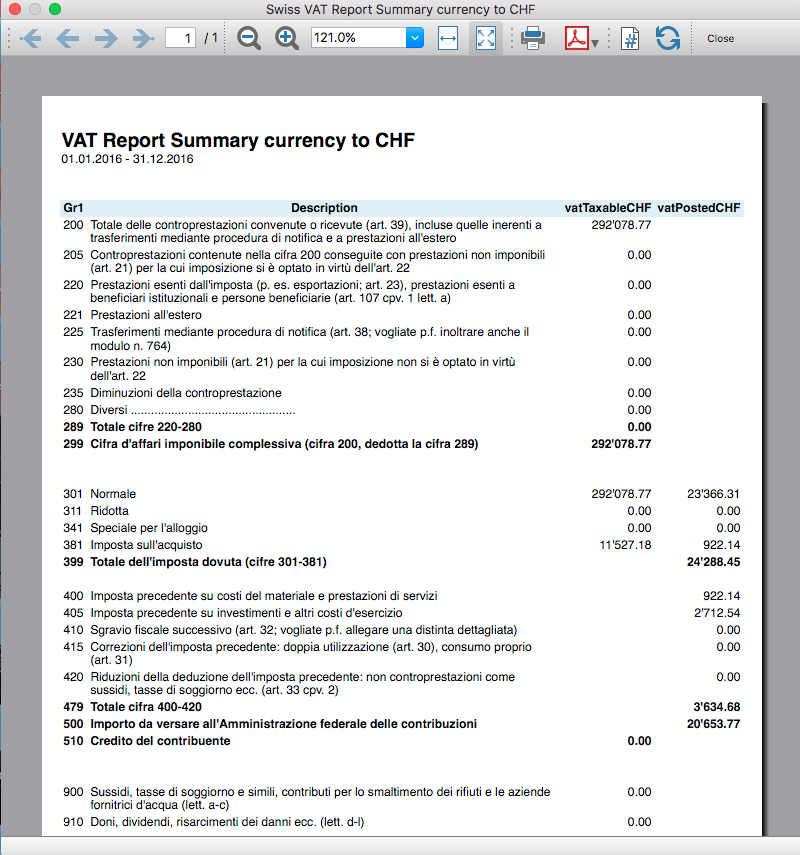 Swiss VAT Report Summary currency to CHF
1 / 1 121.0% Close
VAT Report Summary currency to CHF
01.01.2016 - 31.12.2016
Gr1 Description vatTaxableCHF vatPostedCHF
200 Totale delle controprestazioni convenute o ricevute (art. 39), incluse quelle inerenti a 292'078.77
trasferimenti mediante procedura di notifica e a prestazioni all'estero
205 Controprestazioni contenute nella cifra 200 conseguite con prestazioni non imponibili 0.00
(art. 21) per la cui imposizione si è optato in virtù dell'art. 22
220 Prestazioni esenti dall'imposta (p. es. esportazioni; art. 23), prestazioni esenti a 0.00
beneficiari istituzionali e persone beneficiarie (art. 107 cpv. 1 lett. a)
221 Prestazioni all'estero 0.00
225 Trasferimenti mediante procedura di notifica (art. 38; vogliate p.f. inoltrare anche il 0.00
modulo n. 764)
230 Prestazioni non imponibili (art. 21) per la cui imposizione non si è optato in virtù 0.00
dell'art. 22
235 Diminuzioni della controprestazione 0.00
280 Diversi ................................................. 0.00
289 Totale cifre 220-280 0.00
299 Cifra d'affari imponibile complessiva (cifra 200, dedotta la cifra 289) 292'078.77
301 Normale 292'078.77 23'366.31
311 Ridotta 0.00 0.00
341 Speciale per l'alloggio 0.00 0.00
381 Imposta sull'acquisto 11'527.18 922.14
399 Totale dell'imposta dovuta (cifre 301-381) 24'288.45
400 Imposta precedente su costi del materiale e prestazioni di servizi 922.14
405 Imposta precedente su investimenti e altri costi d'esercizio 2'712.54
410 Sgravio fiscale successivo (art. 32; vogliate p.f. allegare una distinta dettagliata) 0.00
415 Correzioni dell'imposta precedente: doppia utilizzazione (art. 30), consumo proprio 0.00
(art. 31)
420 Riduzioni della deduzione dell'imposta precedente: non controprestazioni come 0.00
sussidi, tasse di soggiorno ecc. (art. 33 cpv. 2)
479 Totale cifra 400-420 3'634.68
500 Importo da versare all'Amministrazione federale delle contribuzioni 20'653.77
510 Credito del contribuente 0.00
900 Sussidi, tasse di soggiorno e simili, contributi per lo smaltimento dei rifiuti e le aziende 0.00
fornitrici d'acqua (lett. a-c)
910 Doni, dividendi, risarcimenti dei danni ecc. (lett. d-l) 0.00